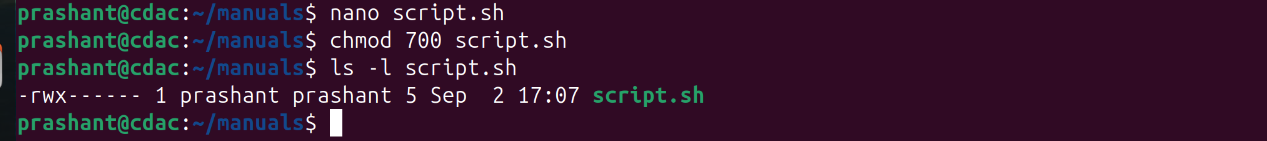 prashant@cdac:~/manuals$ nano script.sh
prashant@cdac:~/manuals$ chmod 700 script.sh
prashant@cdac:~/manuals$ ls -l script.sh
-rwx------ 1 prashant prashant 5 Sep  2 17:07 script.sh
prashant@cdac:~/manuals$